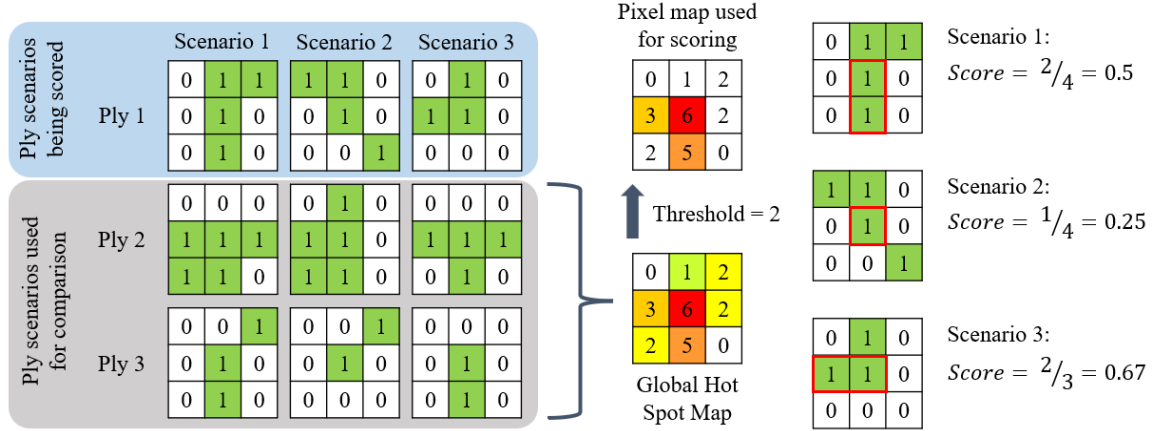 Ply scenarios being scored
Scenario 1 Scenario 2 Scenario 3
Ply 1
0 1 1 1 1 0 0 1 0
0 1 0 0 1 0 1 1 0
0 1 0 0 0 1 0 0 0
Ply scenarios used for comparison
Ply 2
0 0 0 0 1 0 0 0 0
1 1 1 1 1 0 1 1 1
1 1 0 1 1 0 0 1 0
Ply 3
0 0 1 0 0 1 0 0 0
0 1 0 0 1 0 0 1 0
0 1 0 0 0 0 0 1 0
Pixel map used
for scoring
0 1 2
3 6 2
2 5 0
Threshold = 2
0 1 2
3 6 2
2 5 0
Global Hot
Spot Map
0 1 1
0 1 0
0 1 0
Scenario 1:
Score = 2/4 = 0.5
1 1 0
0 1 0
0 0 1
Scenario 2:
Score = 1/4 = 0.25
0 1 0
1 1 0
0 0 0
Scenario 3:
Score = 2/3 = 0.67